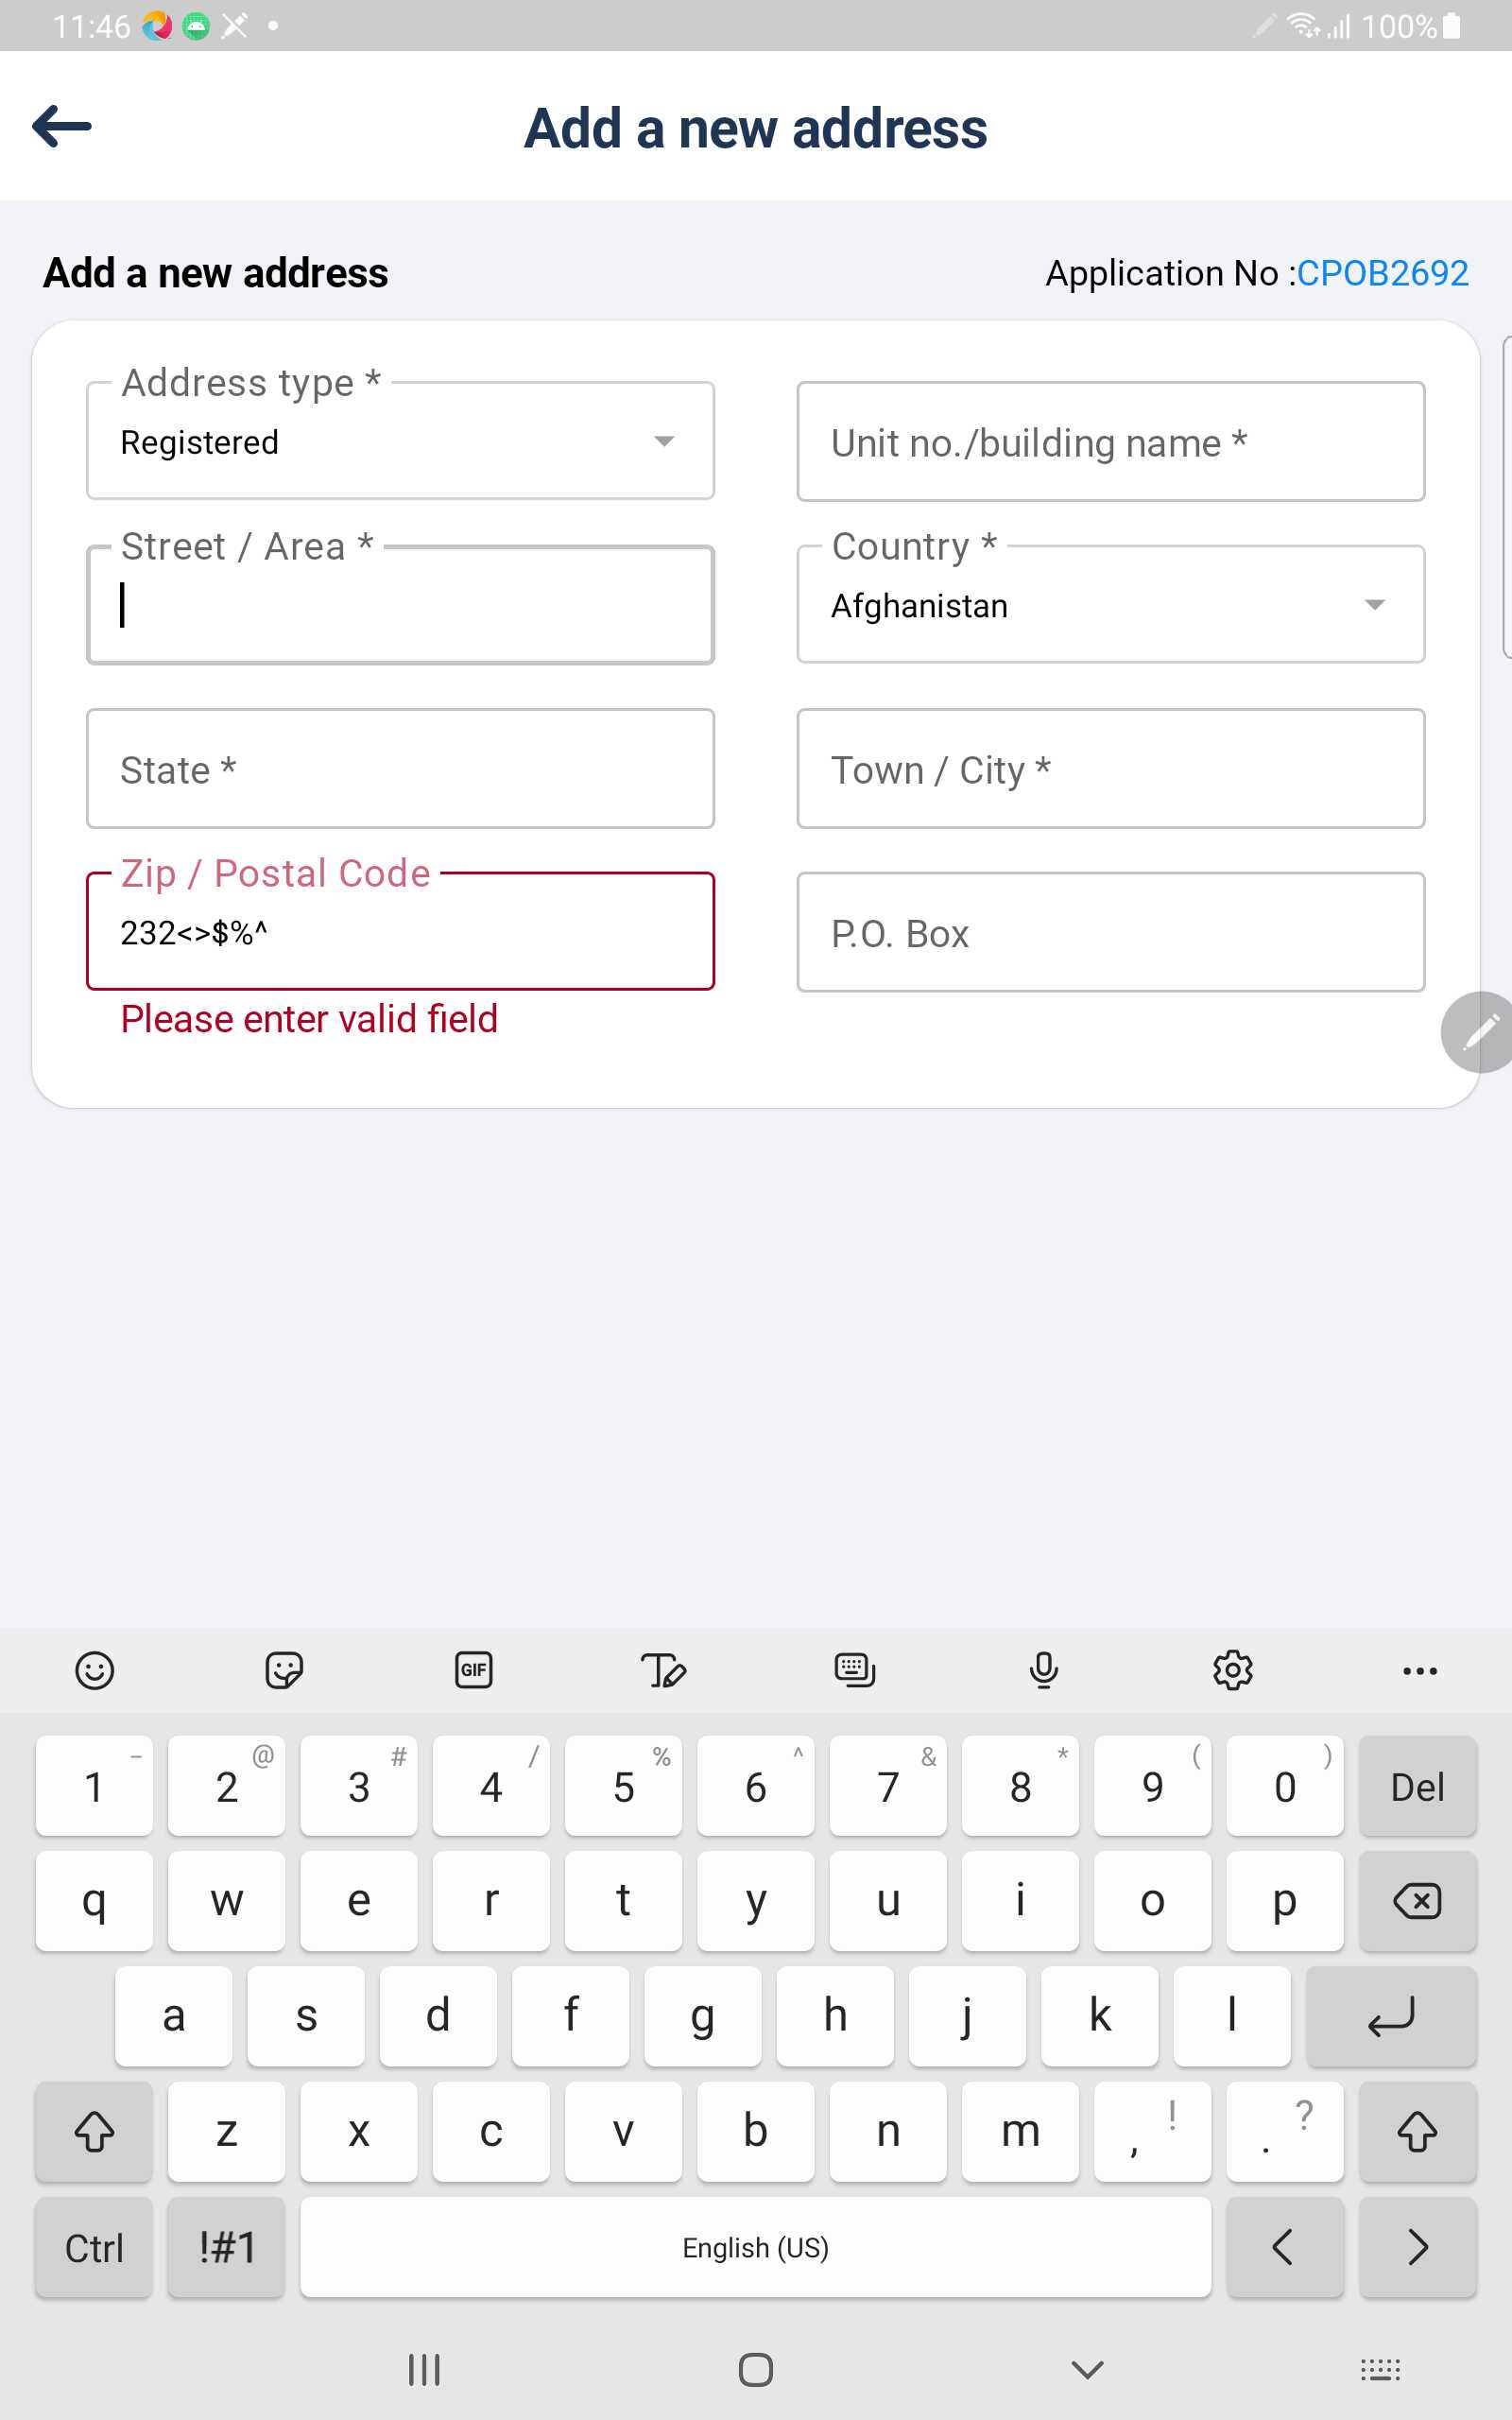 11:46
100%
Add a new address
Add a new address
Application No :CPOB2692
Address type *
Registered
Unit no./building name *
Street / Area *
Country *
Afghanistan
State *
Town / City *
Zip / Postal Code
232<>$%^
P.O. Box
Please enter valid field
GIF
1 – 2 @ 3 # 4 / 5 % 6 ^ 7 & 8 * 9 ( 0 ) Del
q w e r t y u i o p
a s d f g h j k l
z x c v b n m , ! . ?
Ctrl !#1 English (US) < >